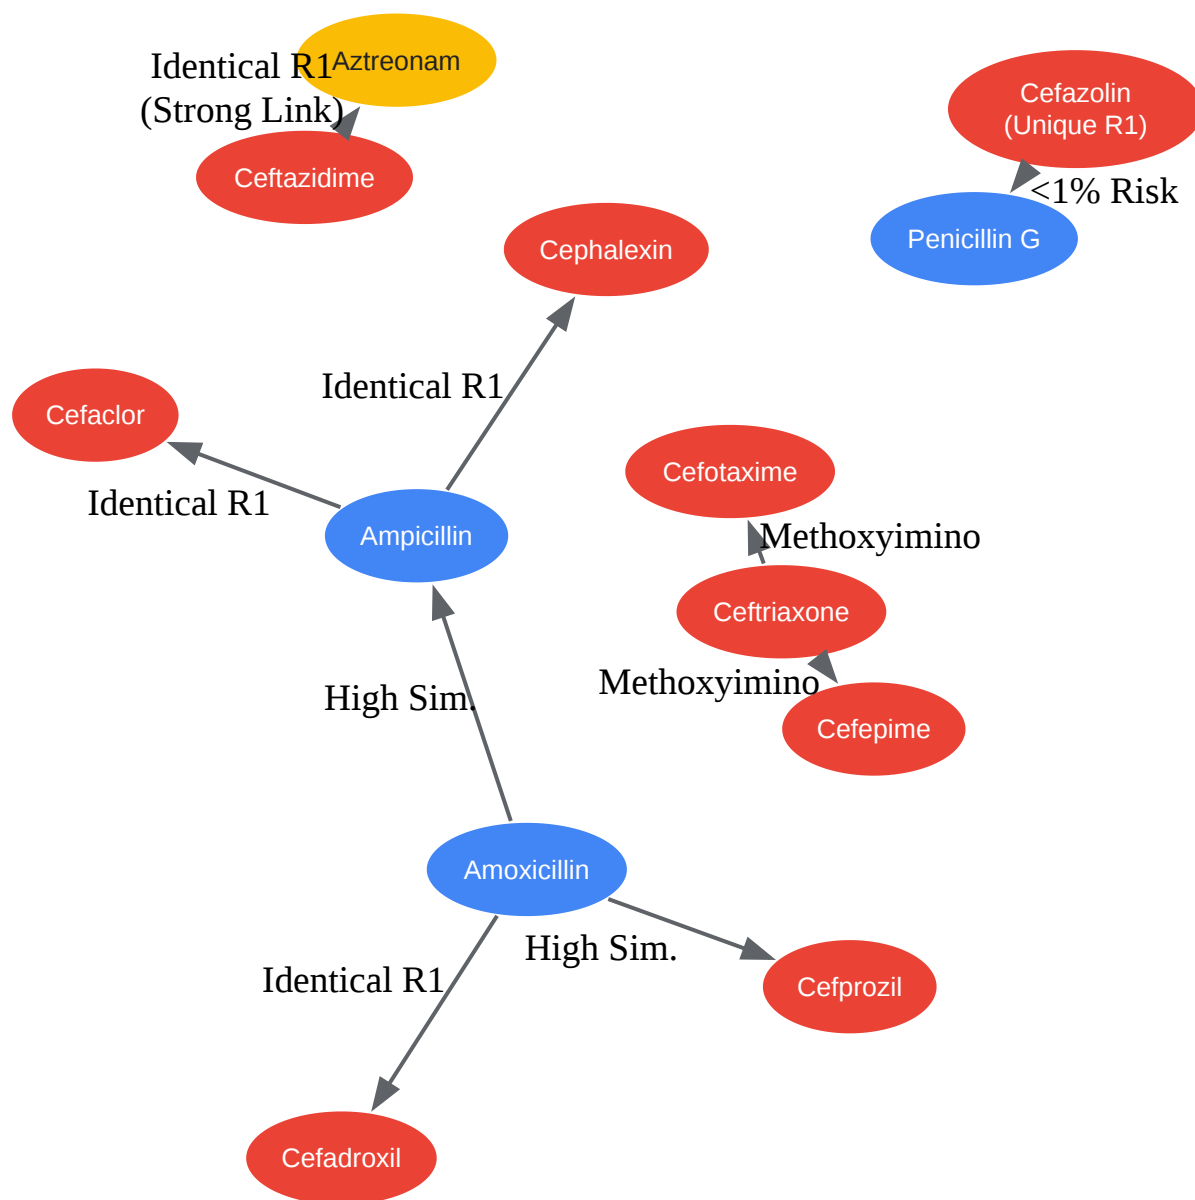 Aztreonam
Identical R1
(Strong Link)
Ceftazidime
Cefazolin
(Unique R1)
<1% Risk
Penicillin G
Cephalexin
Identical R1
Cefaclor
Identical R1
Ampicillin
Cefotaxime
Methoxyimino
Ceftriaxone
Methoxyimino
Cefepime
High Sim.
Amoxicillin
High Sim.
Identical R1
Cefprozil
Cefadroxil